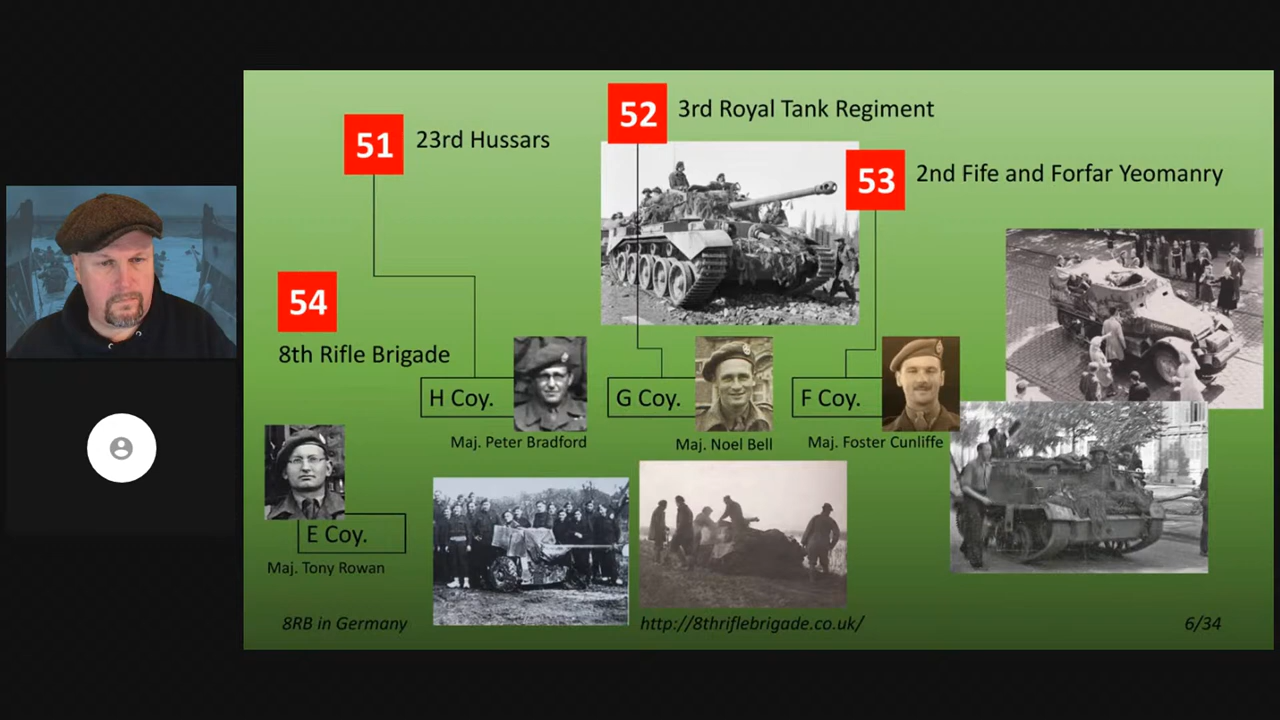 52 3rd Royal Tank Regiment
51 23rd Hussars
53 2nd Fife and Forfar Yeomanry
54
8th Rifle Brigade
H Coy. G Coy. F Coy.
Maj. Peter Bradford Maj. Noel Bell Maj. Foster Cunliffe
E Coy.
Maj. Tony Rowan
8RB in Germany http://8thriflebrigade.co.uk/ 6/34